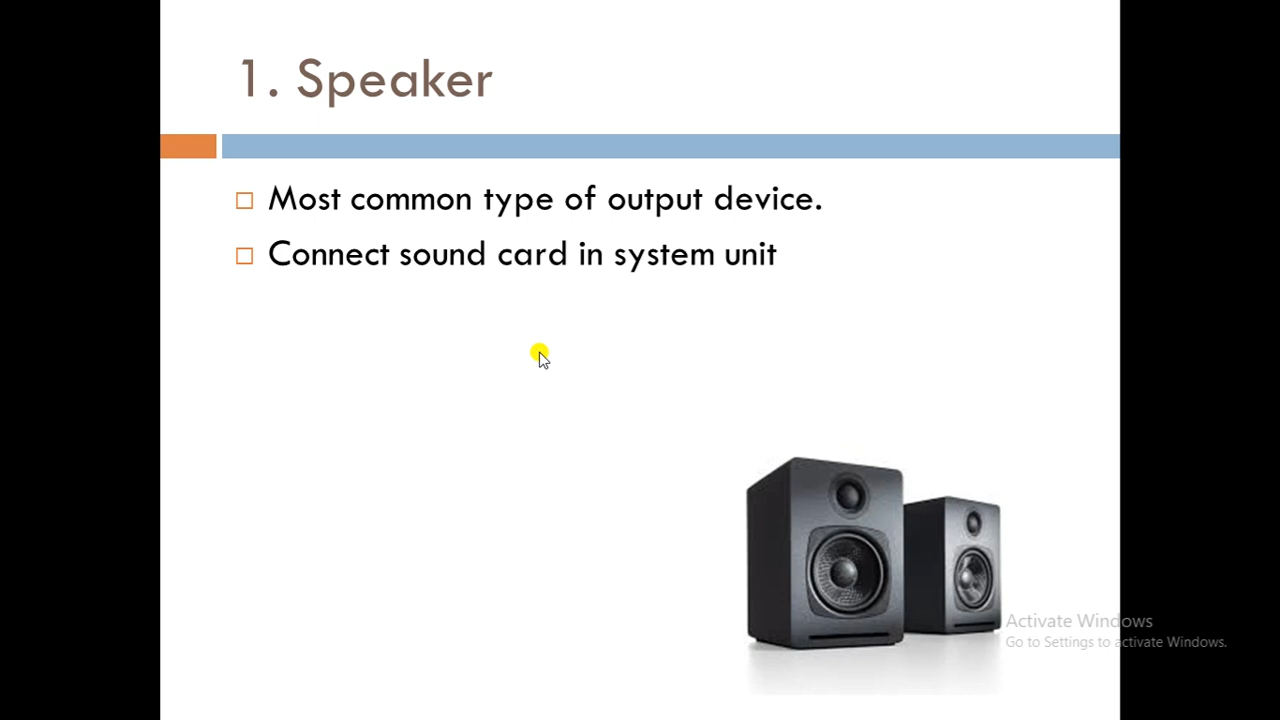 1. Speaker
Most common type of output device.
Connect sound card in system unit
Activate Windows
Go to Settings to activate Windows.